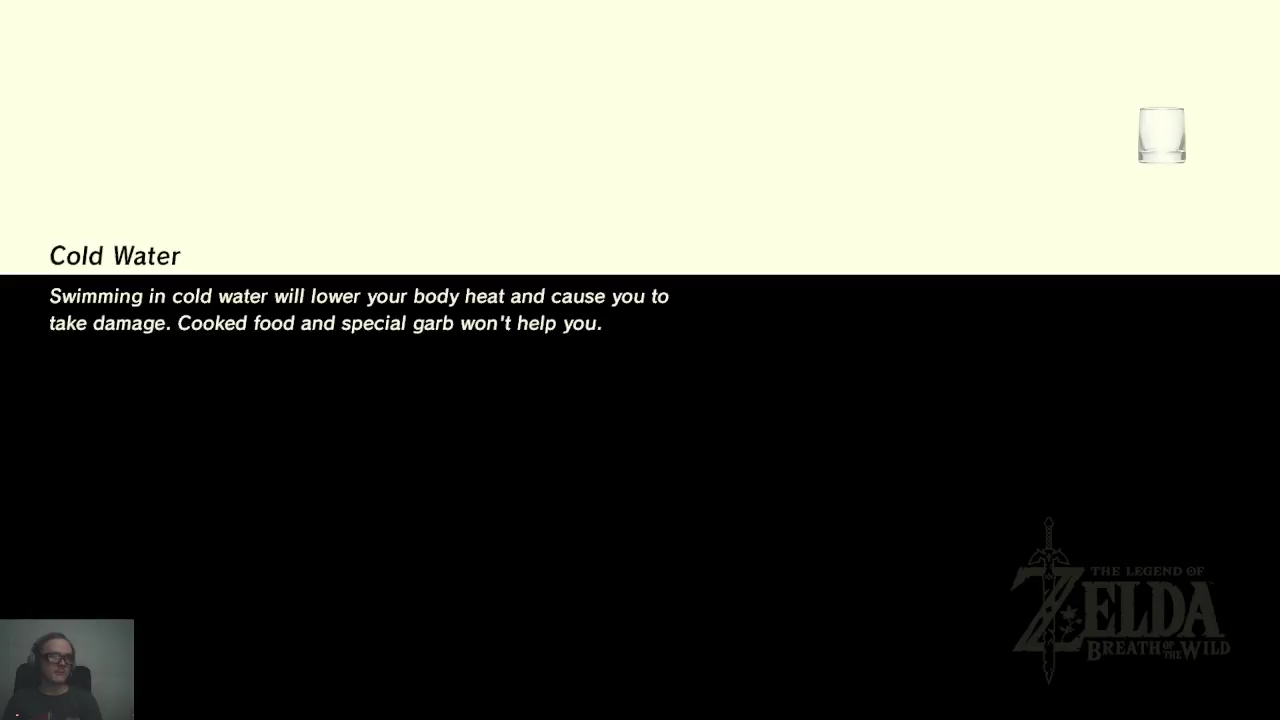 Cold Water
Swimming in cold water will lower your body heat and cause you to
take damage. Cooked food and special garb won't help you.
THE LEGEND OF
ZELDA
BREATH OF THE WILD